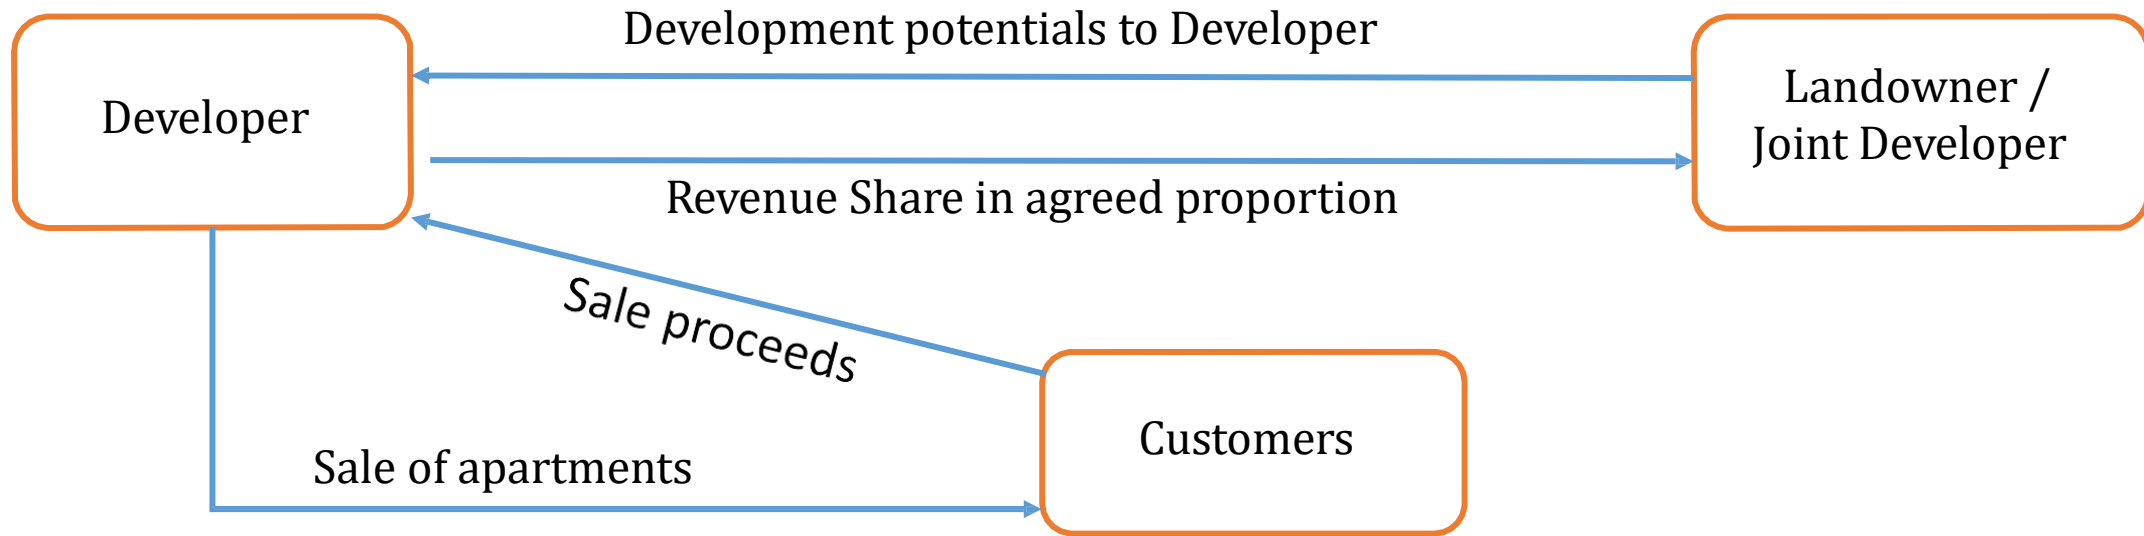 Development potentials to Developer
Developer
Landowner /
Joint Developer
Revenue Share in agreed proportion
Sale proceeds
Customers
Sale of apartments